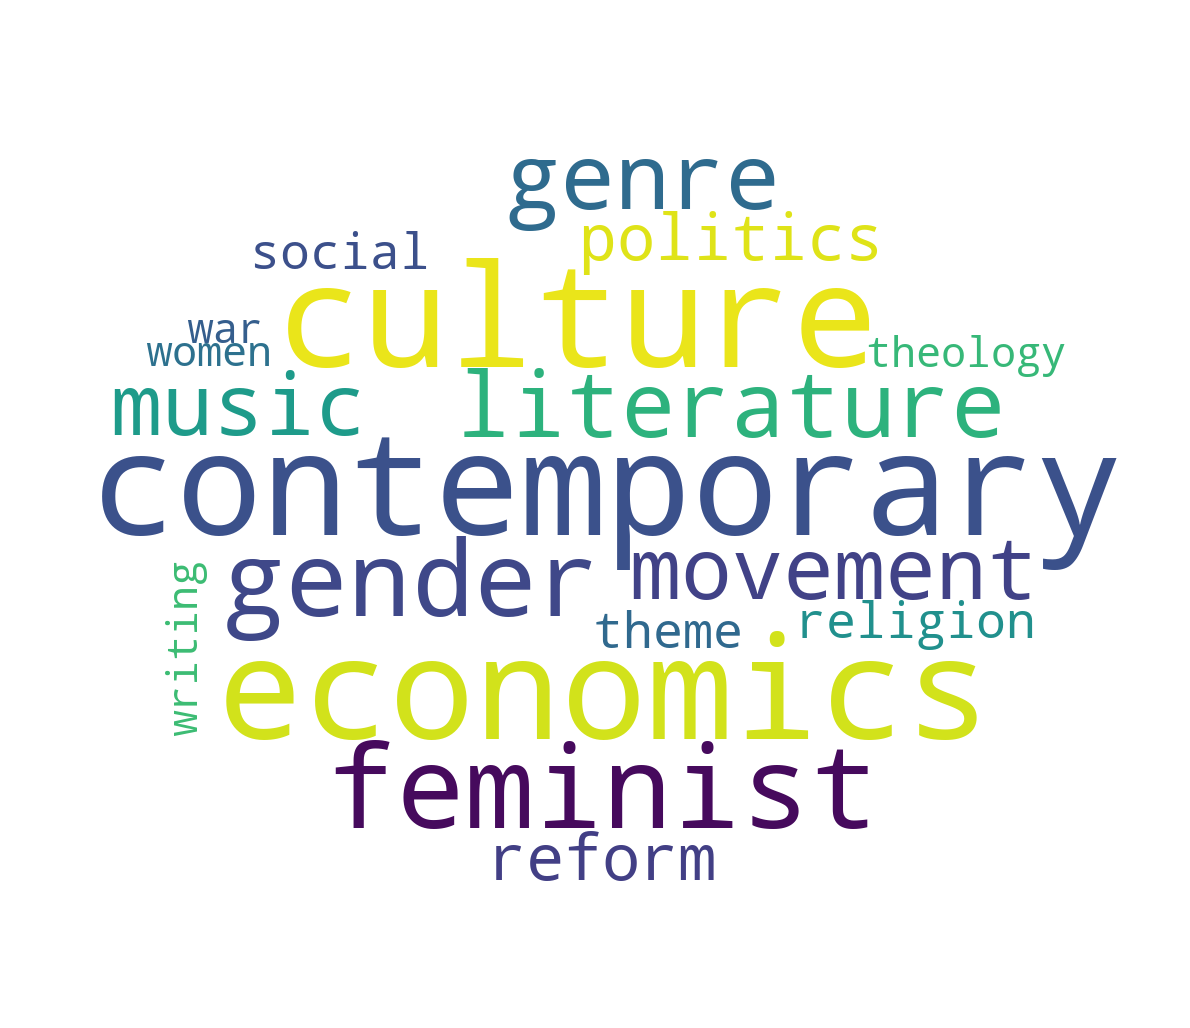 genre
politics
social
culture
war
women
theology
music
literature
contemporary
gender
movement
writing
theme
religion
economics
feminist
reform